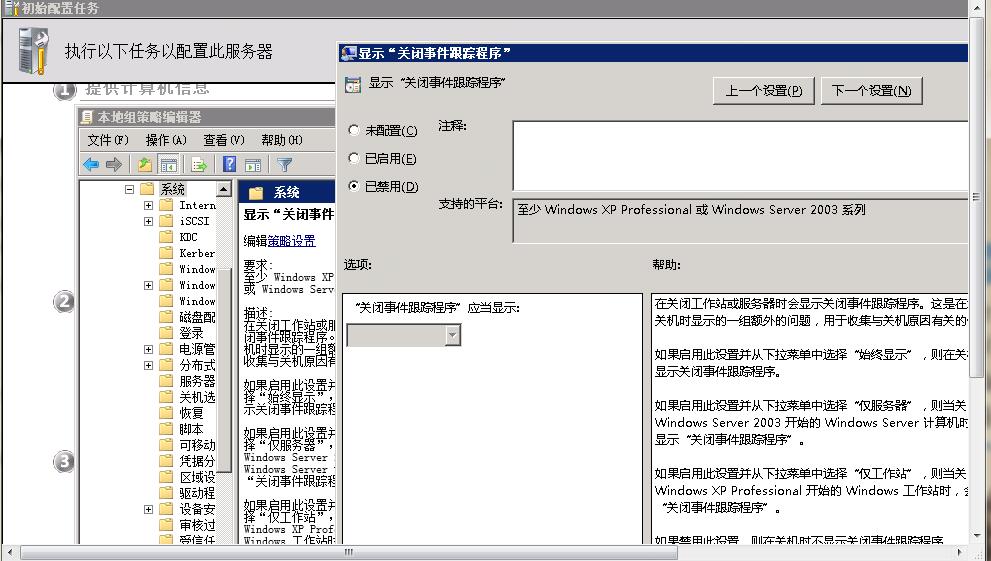 初始配置任务
执行以下任务以配置此服务器
1 提供计算机信息
2
3
本地组策略编辑器
文件(F) 操作(A) 查看(V) 帮助(H)
系统
Intern
iSCSI
KDC
Kerber
Window
Window
Window
磁盘配
登录
电源管
分布式
服务器
关机选
恢复
脚本
可移动
凭据分
区域设
驱动程
设备安
审核过
受信任
系统
显示“关闭事件
编辑策略设置
要求:
至少 Windows XP
或 Windows Serv
描述:
在关闭工作站或服
闭事件跟踪程序。
机时显示的一组额
收集与关机原因有
如果启用此设置并
择“始终显示”,
示关闭事件跟踪程
如果启用此设置并
择“仅服务器”,
Windows Server
Windows Server
“关闭事件跟踪程
如果启用此设置并
择“仅工作站”,
Windows XP Prof
Windows 工作站时
显示“关闭事件跟踪程序”
显示“关闭事件跟踪程序”
上一个设置(P) 下一个设置(N)
未配置(C)
已启用(E)
已禁用(D)
注释:
支持的平台:
至少 Windows XP Professional 或 Windows Server 2003 系列
选项:
帮助:
“关闭事件跟踪程序” 应当显示:
在关闭工作站或服务器时会显示关闭事件跟踪程序。这是在
关机时显示的一组额外的问题，用于收集与关机原因有关的
如果启用此设置并从下拉菜单中选择“始终显示”，则在关
显示关闭事件跟踪程序。
如果启用此设置并从下拉菜单中选择“仅服务器”，则当关
Windows Server 2003 开始的 Windows Server 计算机时
显示“关闭事件跟踪程序”。
如果启用此设置并从下拉菜单中选择“仅工作站”，则当关
Windows XP Professional 开始的 Windows 工作站时，会
“关闭事件跟踪程序”。
如果禁用此设置，则在关机时不显示关闭事件跟踪程序